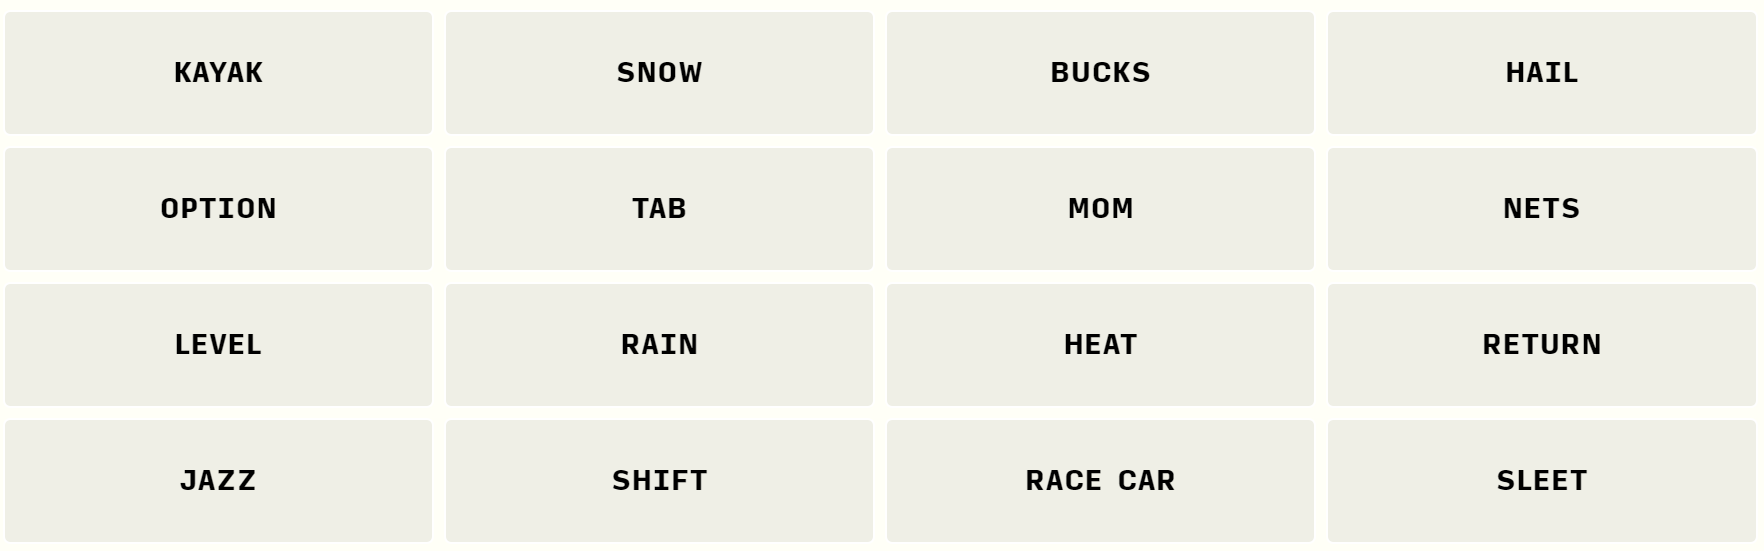 KAYAK SNOW BUCKS HAIL
OPTION TAB MOM NETS
LEVEL RAIN HEAT RETURN
JAZZ SHIFT RACE CAR SLEET